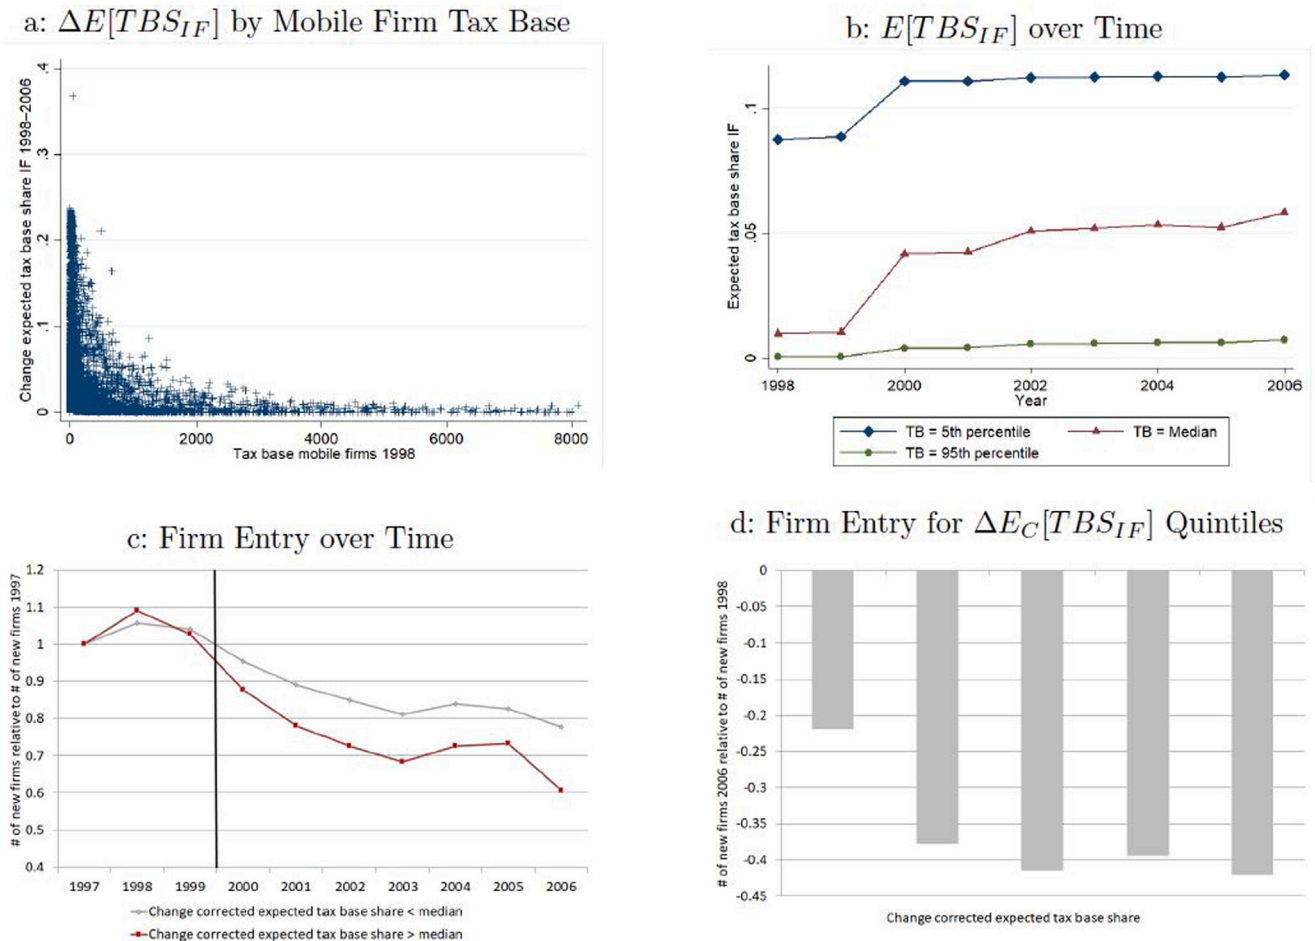 a: ΔE[TBS_IF] by Mobile Firm Tax Base
Change expected tax base share IF 1998–2006
.4
.3
.2
.1
0
0 2000 4000 6000 8000
Tax base mobile firms 1998
b: E[TBS_IF] over Time
Expected tax base share IF
.1
.05
0
1998 2000 2002 2004 2006
Year
TB = 5th percentile TB = Median
TB = 95th percentile
c: Firm Entry over Time
# of new firms relative to # of new firms 1997
1.2
1.1
1
0.9
0.8
0.7
0.6
0.5
0.4
1997 1998 1999 2000 2001 2002 2003 2004 2005 2006
Change corrected expected tax base share < median
Change corrected expected tax base share > median
d: Firm Entry for ΔE_C[TBS_IF] Quintiles
# of new firms 2006 relative to # of new firms 1998
0
-0.05
-0.1
-0.15
-0.2
-0.25
-0.3
-0.35
-0.4
-0.45
Change corrected expected tax base share